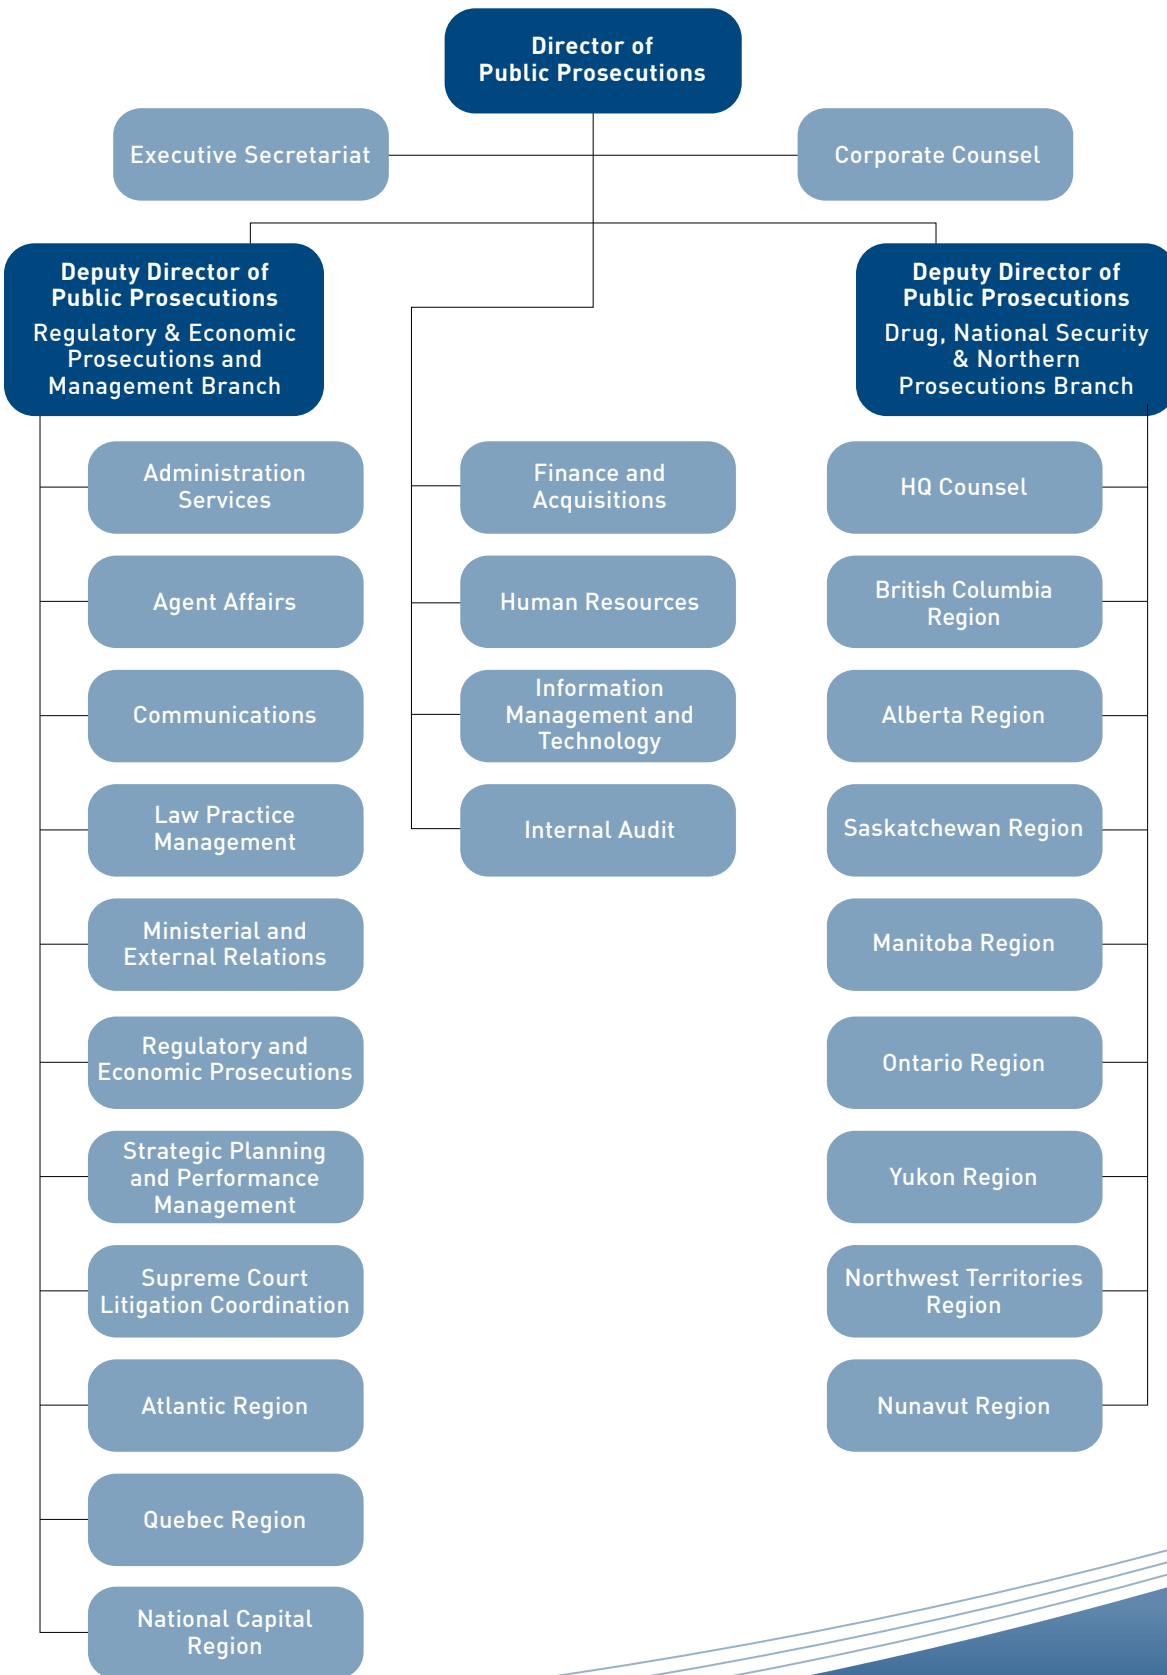 Director of
Public Prosecutions
Executive Secretariat
Corporate Counsel
Deputy Director of
Public Prosecutions
Regulatory & Economic
Prosecutions and
Management Branch
Deputy Director of
Public Prosecutions
Drug, National Security
& Northern
Prosecutions Branch
Administration
Services
Agent Affairs
Communications
Law Practice
Management
Ministerial and
External Relations
Regulatory and
Economic Prosecutions
Strategic Planning
and Performance
Management
Supreme Court
Litigation Coordination
Atlantic Region
Quebec Region
National Capital
Region
Finance and
Acquisitions
Human Resources
Information
Management and
Technology
Internal Audit
HQ Counsel
British Columbia
Region
Alberta Region
Saskatchewan Region
Manitoba Region
Ontario Region
Yukon Region
Northwest Territories
Region
Nunavut Region